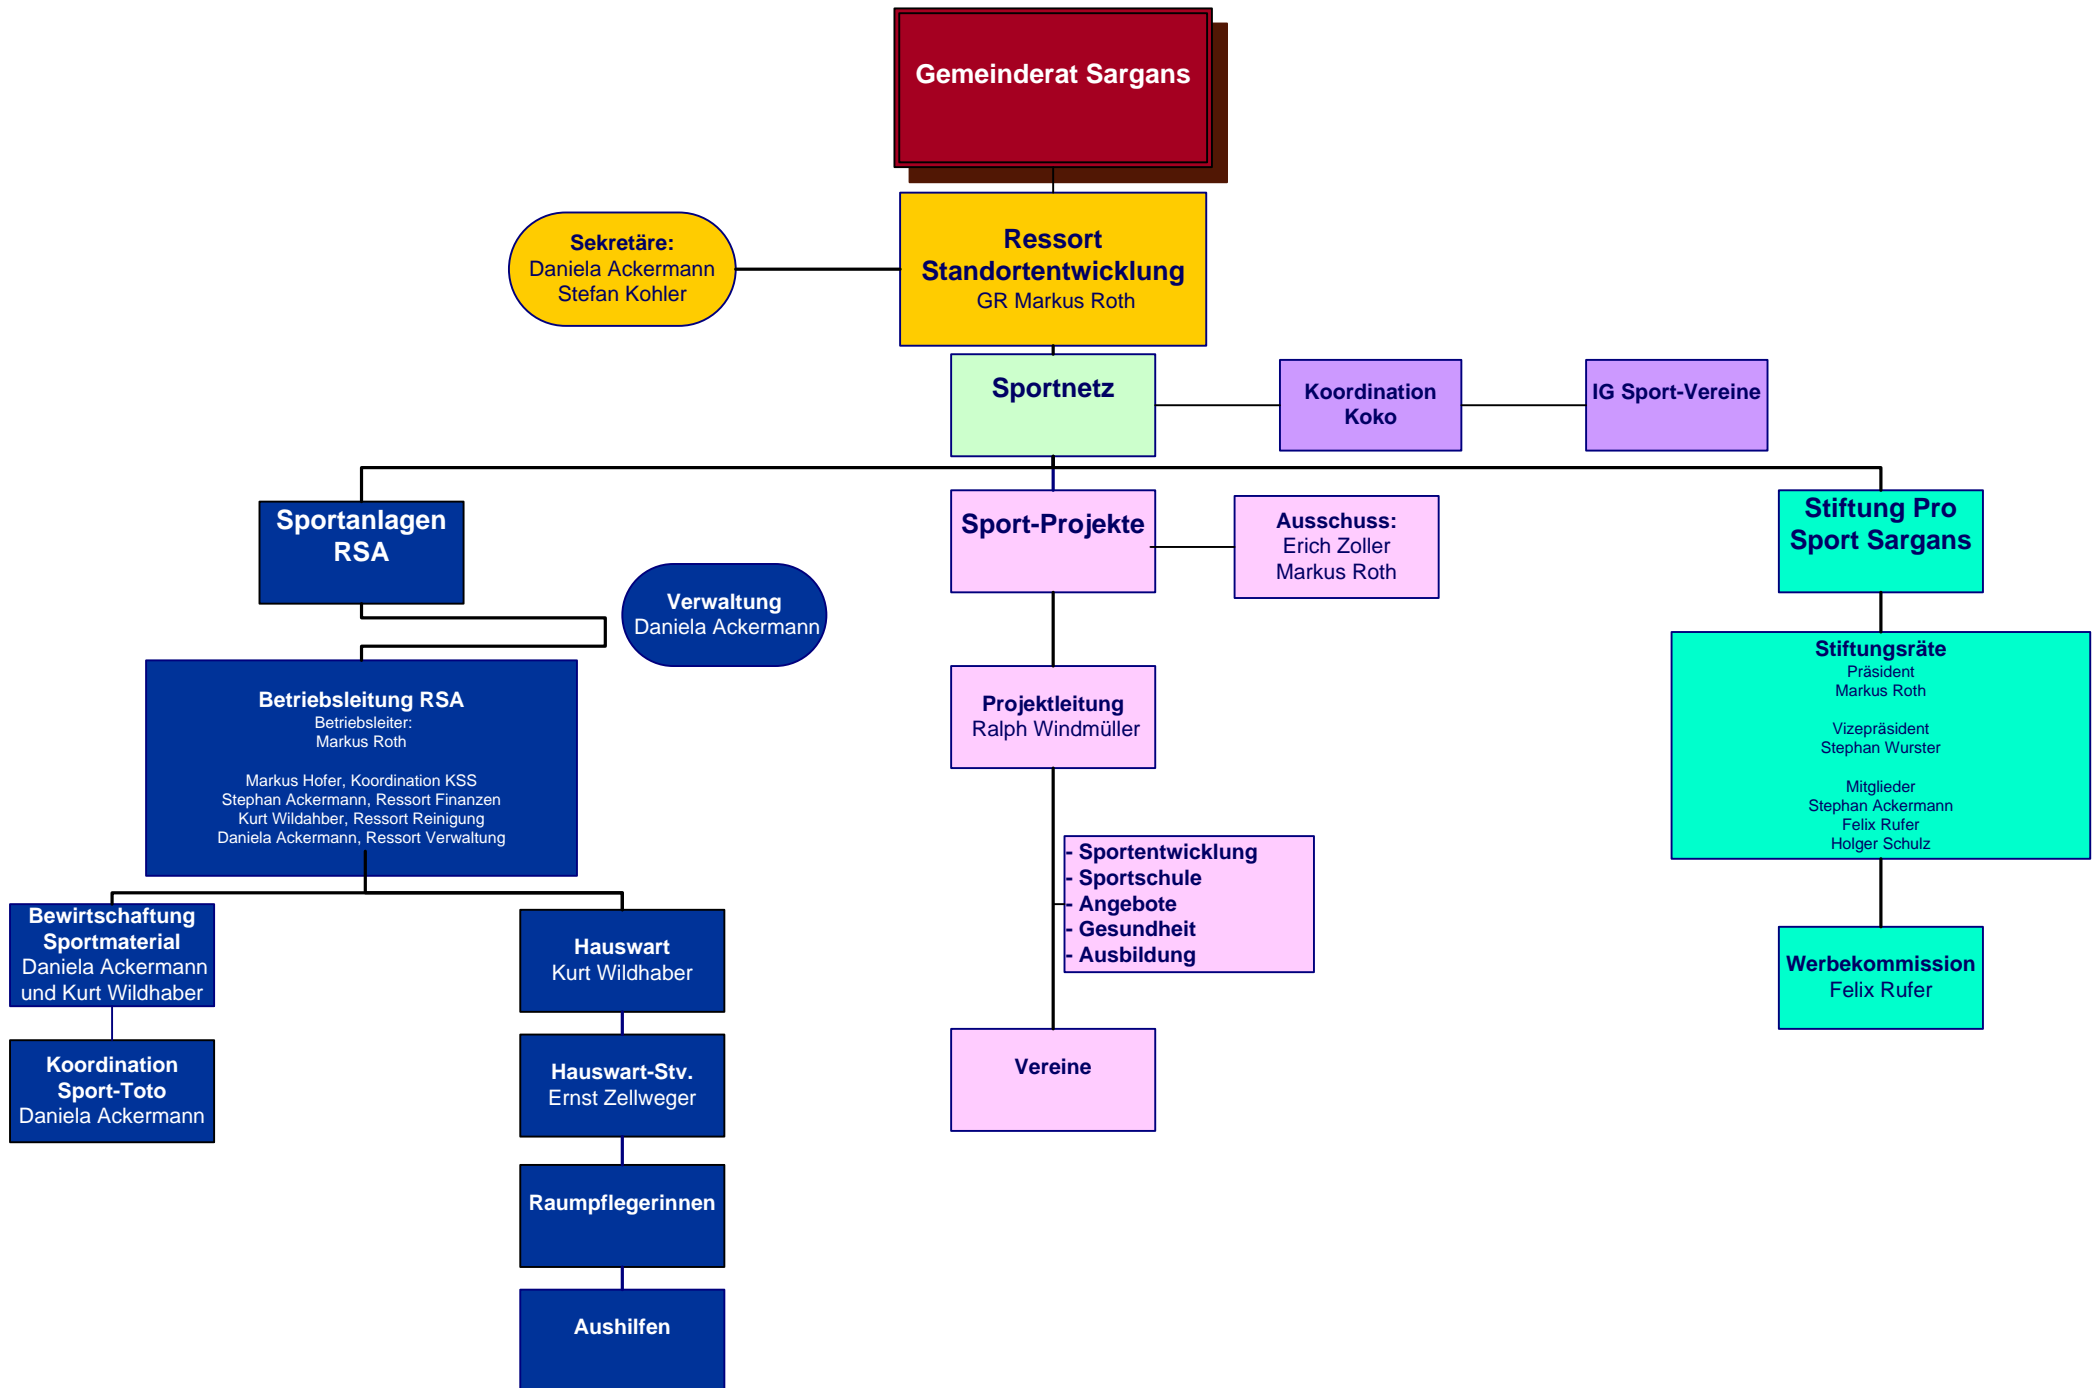 Gemeinderat Sargans
Sekretäre:
Daniela Ackermann
Stefan Kohler
Ressort
Standortentwicklung
GR Markus Roth
Sportnetz
Koordination
Koko
IG Sport-Vereine
Sportanlagen
RSA
Sport-Projekte
Ausschuss:
Erich Zoller
Markus Roth
Stiftung Pro
Sport Sargans
Verwaltung
Daniela Ackermann
Betriebsleitung RSA
Betriebsleiter:
Markus Roth
Markus Hofer, Koordination KSS
Stephan Ackermann, Ressort Finanzen
Kurt Wildahber, Ressort Reinigung
Daniela Ackermann, Ressort Verwaltung
Projektleitung
Ralph Windmüller
Stiftungsräte
Präsident
Markus Roth
Vizepräsident
Stephan Wurster
Mitglieder
Stephan Ackermann
Felix Rufer
Holger Schulz
- Sportentwicklung
- Sportschule
- Angebote
- Gesundheit
- Ausbildung
Bewirtschaftung
Sportmaterial
Daniela Ackermann
und Kurt Wildhaber
Hauswart
Kurt Wildhaber
Werbekommission
Felix Rufer
Koordination
Sport-Toto
Daniela Ackermann
Hauswart-Stv.
Ernst Zellweger
Vereine
Raumpflegerinnen
Aushilfen